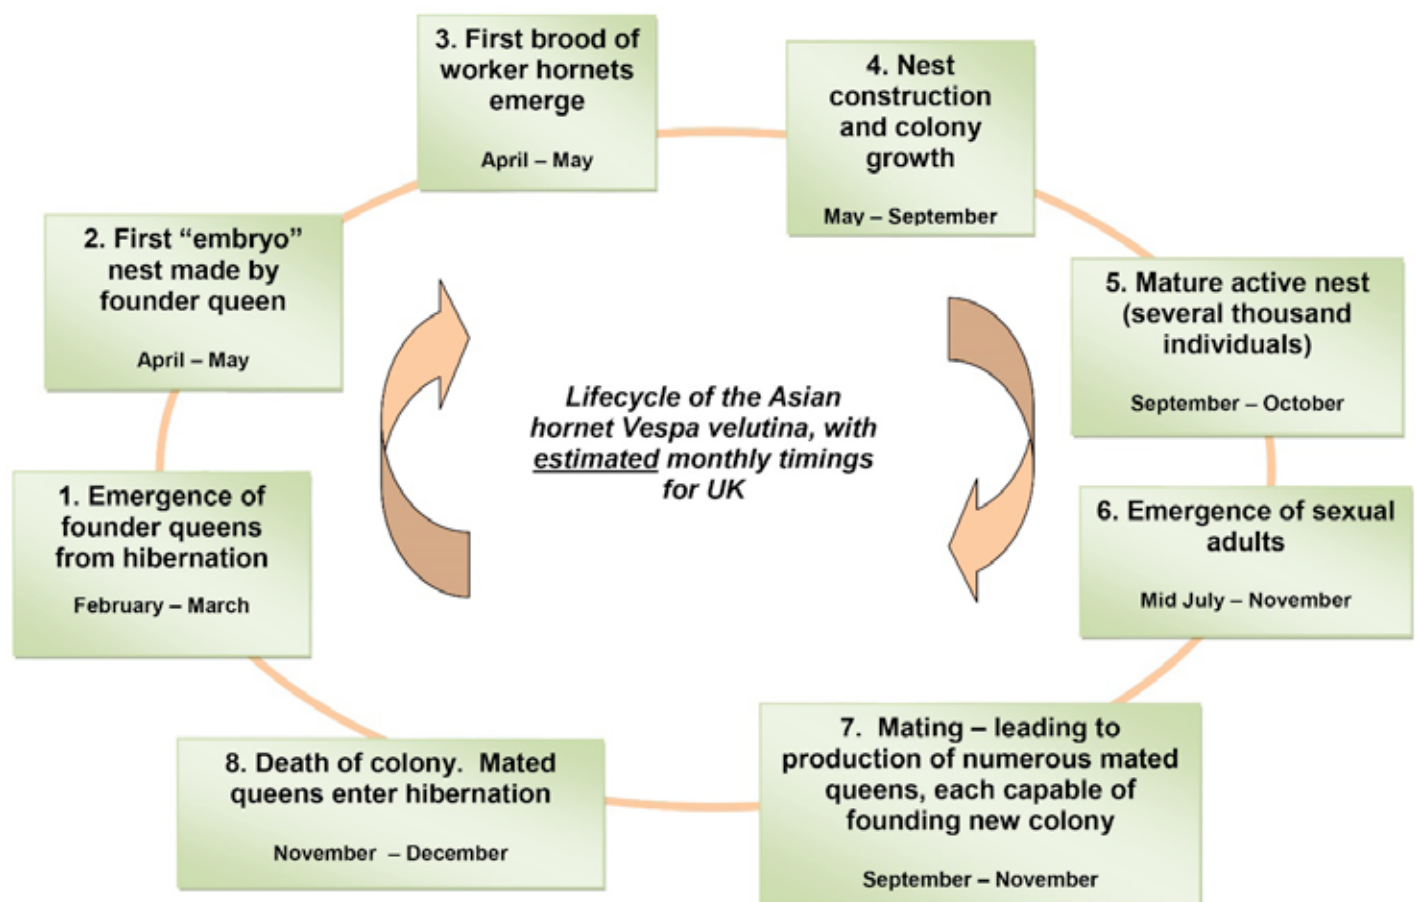 3. First brood of
worker hornets
emerge
April – May
4. Nest
construction
and colony
growth
May – September
2. First “embryo”
nest made by
founder queen
April – May
5. Mature active nest
(several thousand
individuals)
September – October
Lifecycle of the Asian
hornet Vespa velutina, with
estimated monthly timings
for UK
1. Emergence of
founder queens
from hibernation
February – March
6. Emergence of sexual
adults
Mid July – November
7.  Mating – leading to
production of numerous mated
queens, each capable of
founding new colony
September – November
8. Death of colony.  Mated
queens enter hibernation
November  – December